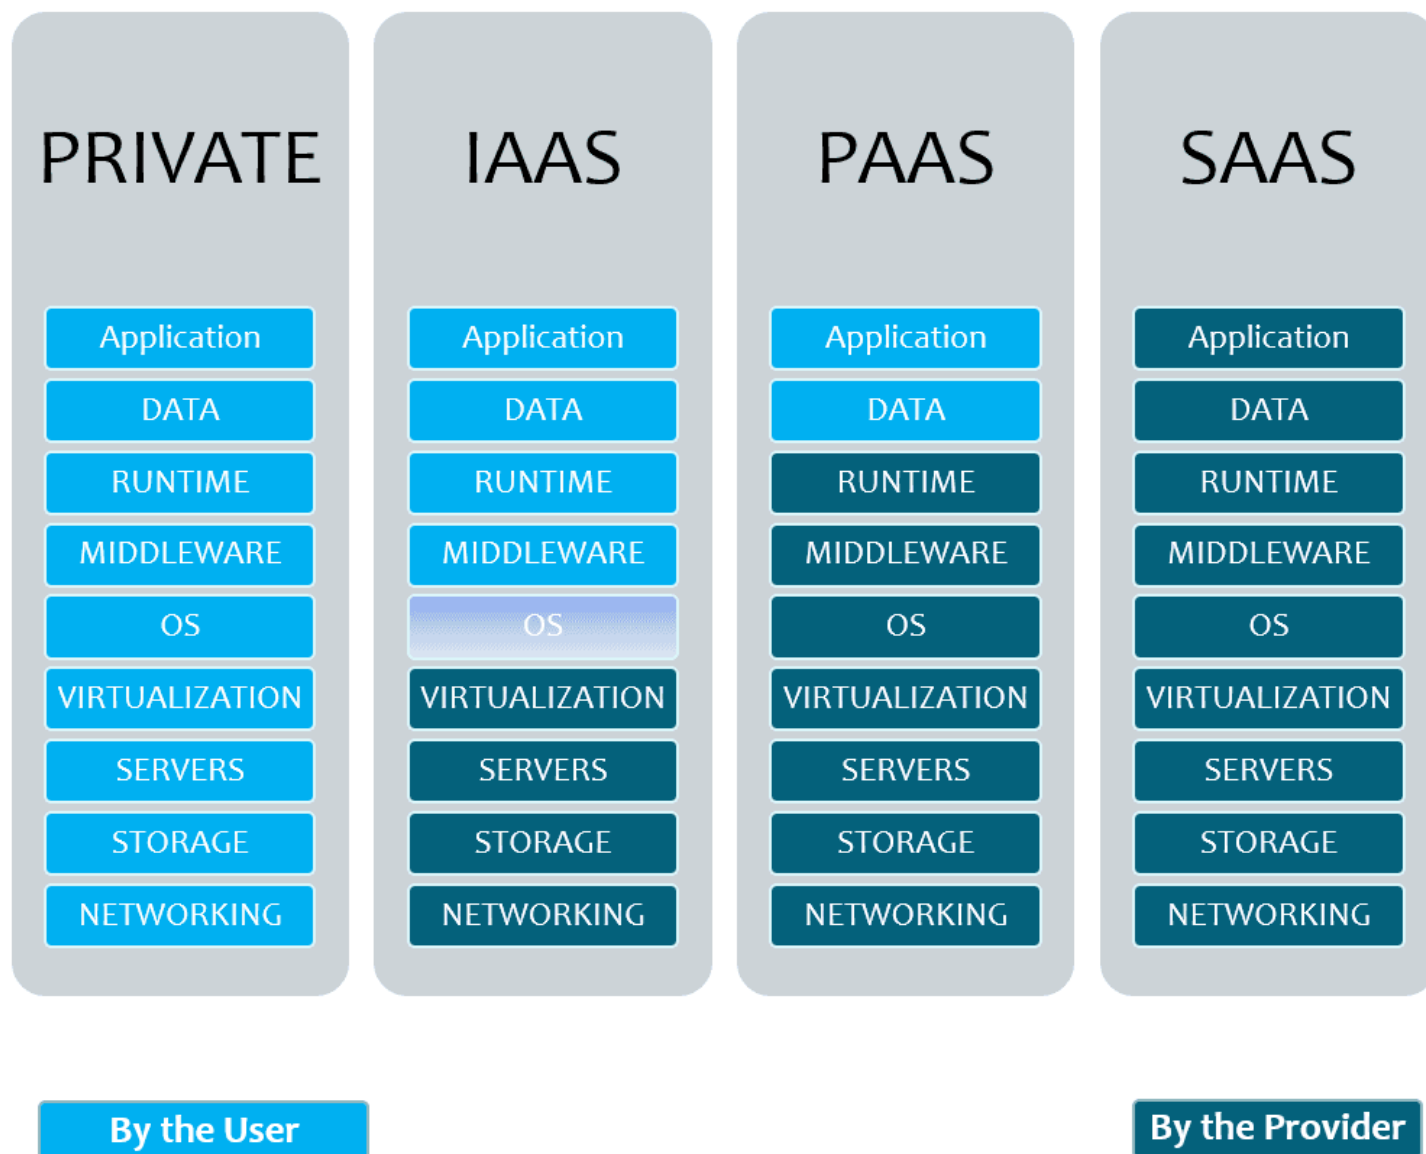 PRIVATE
Application
DATA
RUNTIME
MIDDLEWARE
OS
VIRTUALIZATION
SERVERS
STORAGE
NETWORKING
IAAS
Application
DATA
RUNTIME
MIDDLEWARE
OS
VIRTUALIZATION
SERVERS
STORAGE
NETWORKING
PAAS
Application
DATA
RUNTIME
MIDDLEWARE
OS
VIRTUALIZATION
SERVERS
STORAGE
NETWORKING
SAAS
Application
DATA
RUNTIME
MIDDLEWARE
OS
VIRTUALIZATION
SERVERS
STORAGE
NETWORKING
By the User
By the Provider